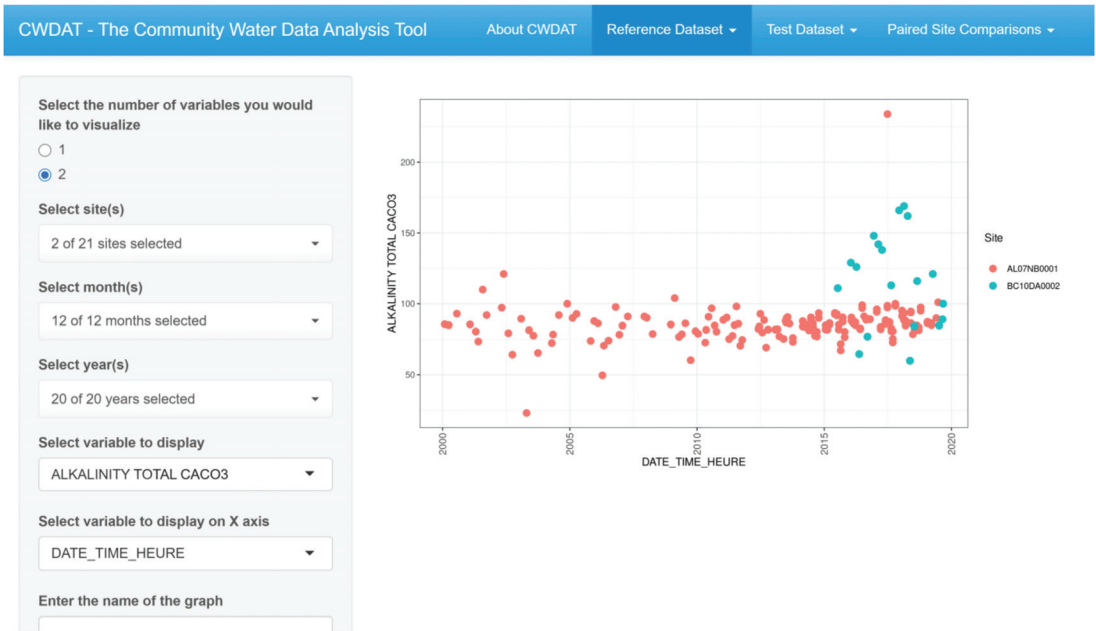 CWDAT - The Community Water Data Analysis Tool
About CWDAT
Reference Dataset
Test Dataset
Paired Site Comparisons
Select the number of variables you would
like to visualize
1
2
Select site(s)
2 of 21 sites selected
Select month(s)
12 of 12 months selected
Select year(s)
20 of 20 years selected
Select variable to display
ALKALINITY TOTAL CACO3
Select variable to display on X axis
DATE_TIME_HEURE
Enter the name of the graph
ALKALINITY TOTAL CACO3
200
150
100
50
2000
2005
2010
2015
2020
DATE_TIME_HEURE
Site
AL07NB0001
BC10DA0002